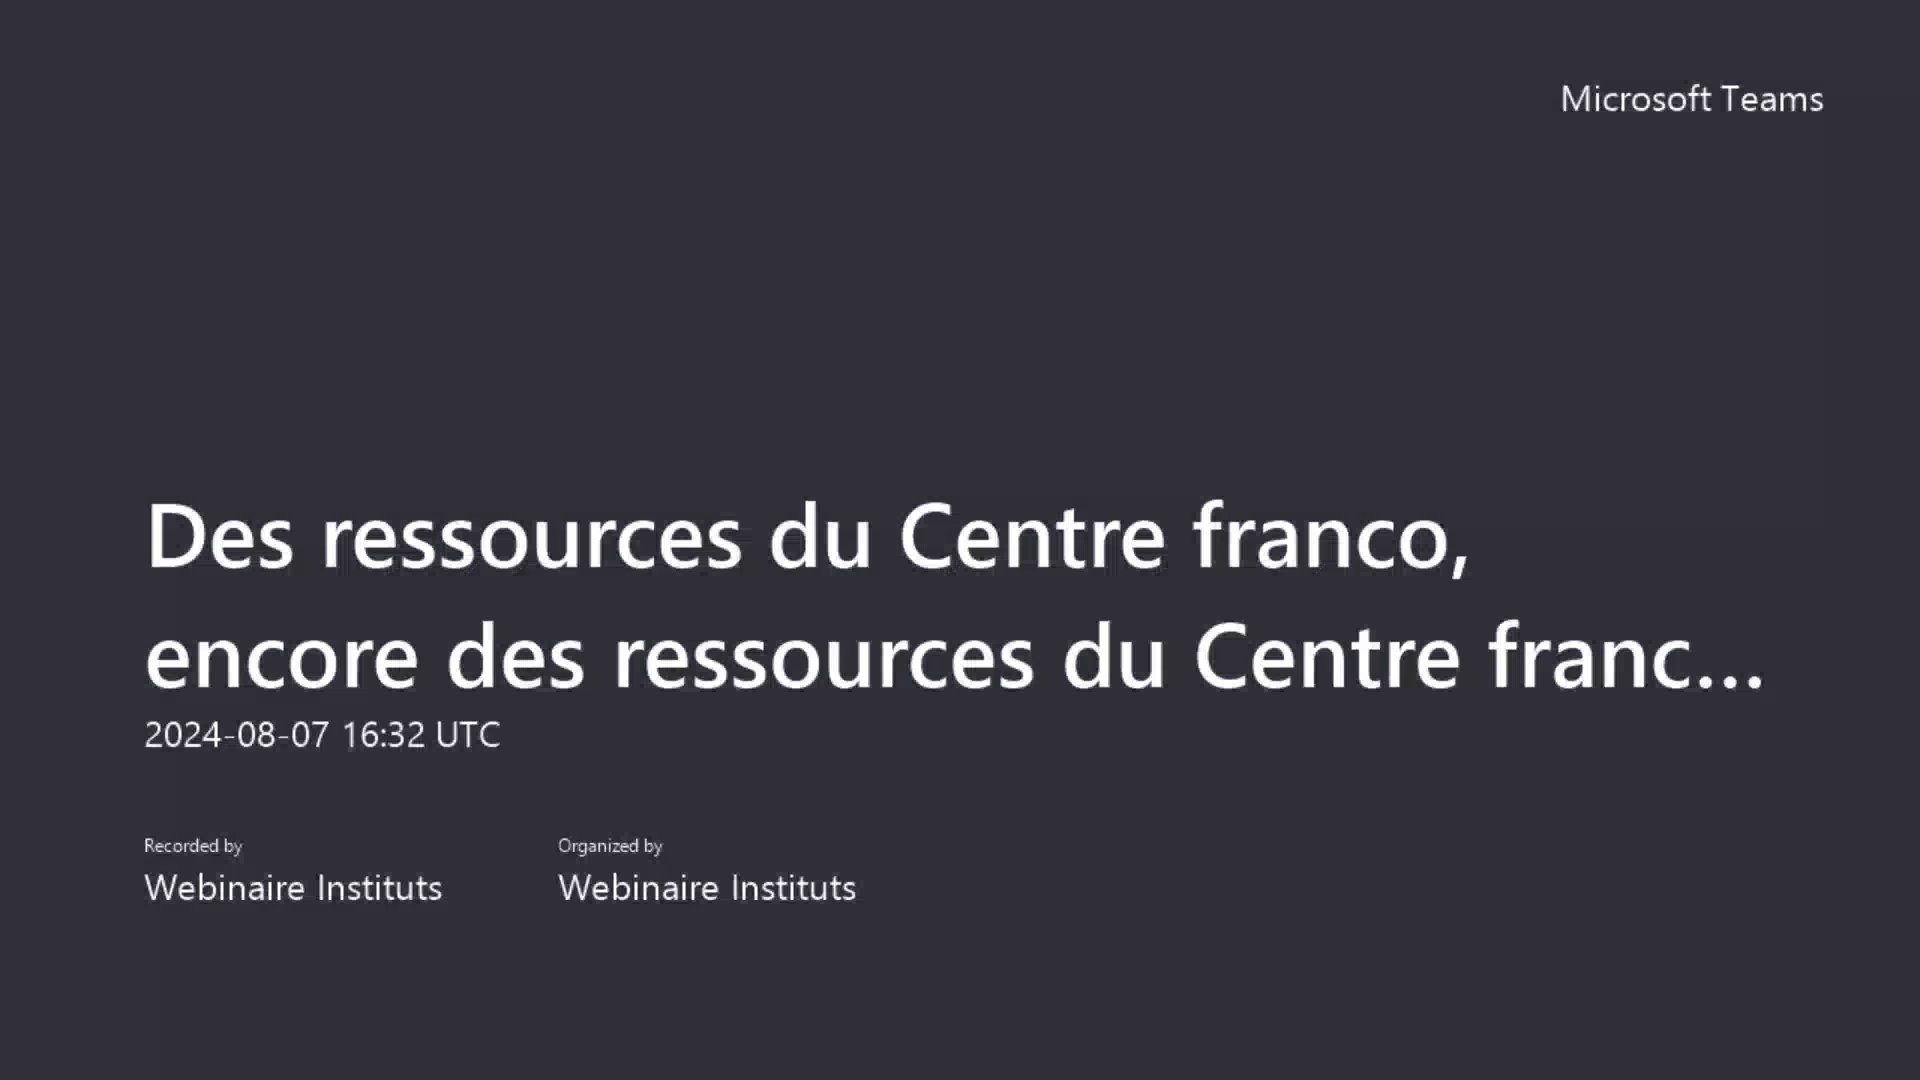 Microsoft Teams
Des ressources du Centre franco,
encore des ressources du Centre franc...
2024-08-07 16:32 UTC
Recorded by
Webinaire Instituts
Organized by
Webinaire Instituts